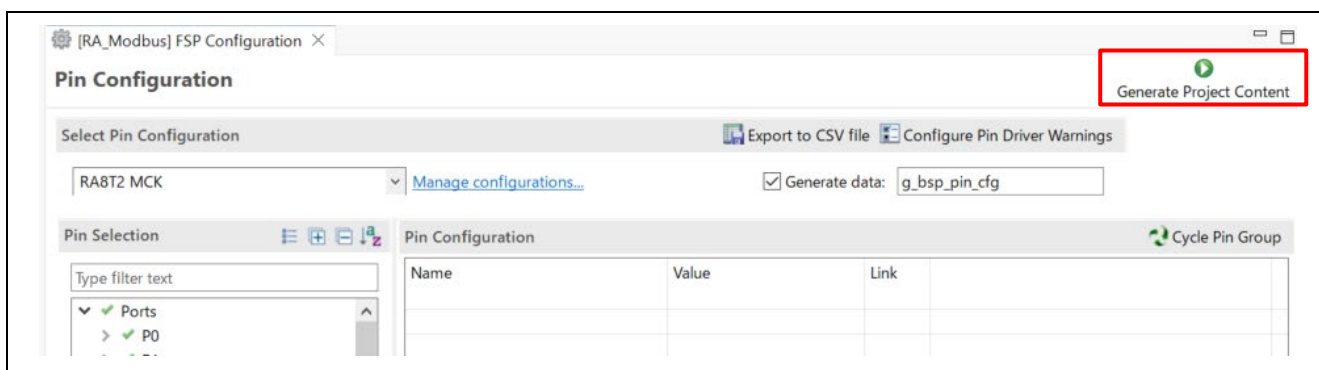 [RA_Modbus] FSP Configuration
Pin Configuration
Generate Project Content
Select Pin Configuration
Export to CSV file
Configure Pin Driver Warnings
RA8T2 MCK
Manage configurations...
Generate data:
g_bsp_pin_cfg
Pin Selection
Pin Configuration
Cycle Pin Group
Type filter text
Name
Value
Link
Ports
P0